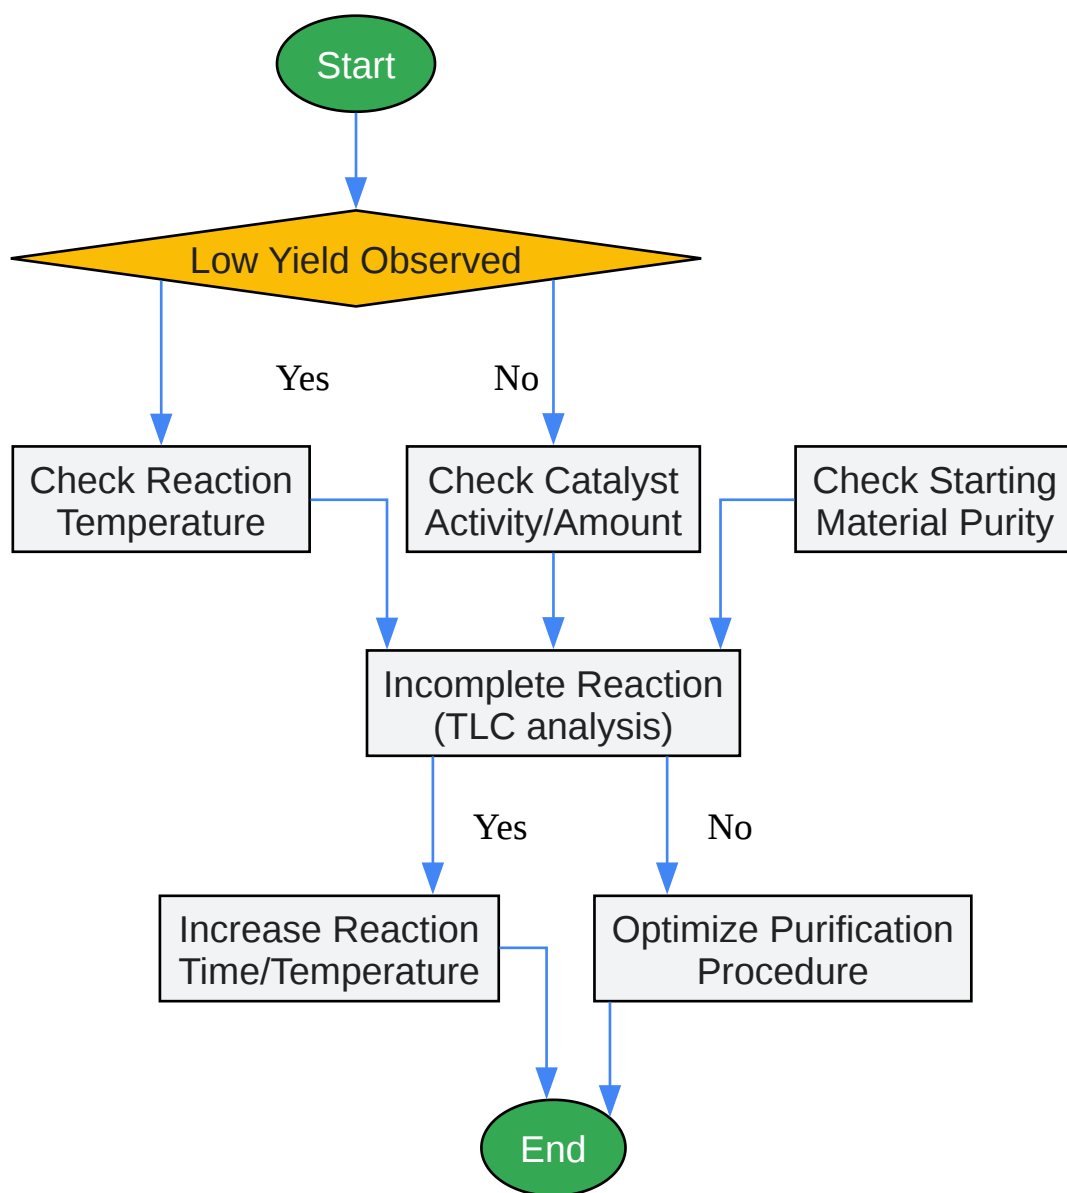 Start
Low Yield Observed
Yes
No
Check Reaction
Temperature
Check Catalyst
Activity/Amount
Check Starting
Material Purity
Incomplete Reaction
(TLC analysis)
Yes
No
Increase Reaction
Time/Temperature
Optimize Purification
Procedure
End